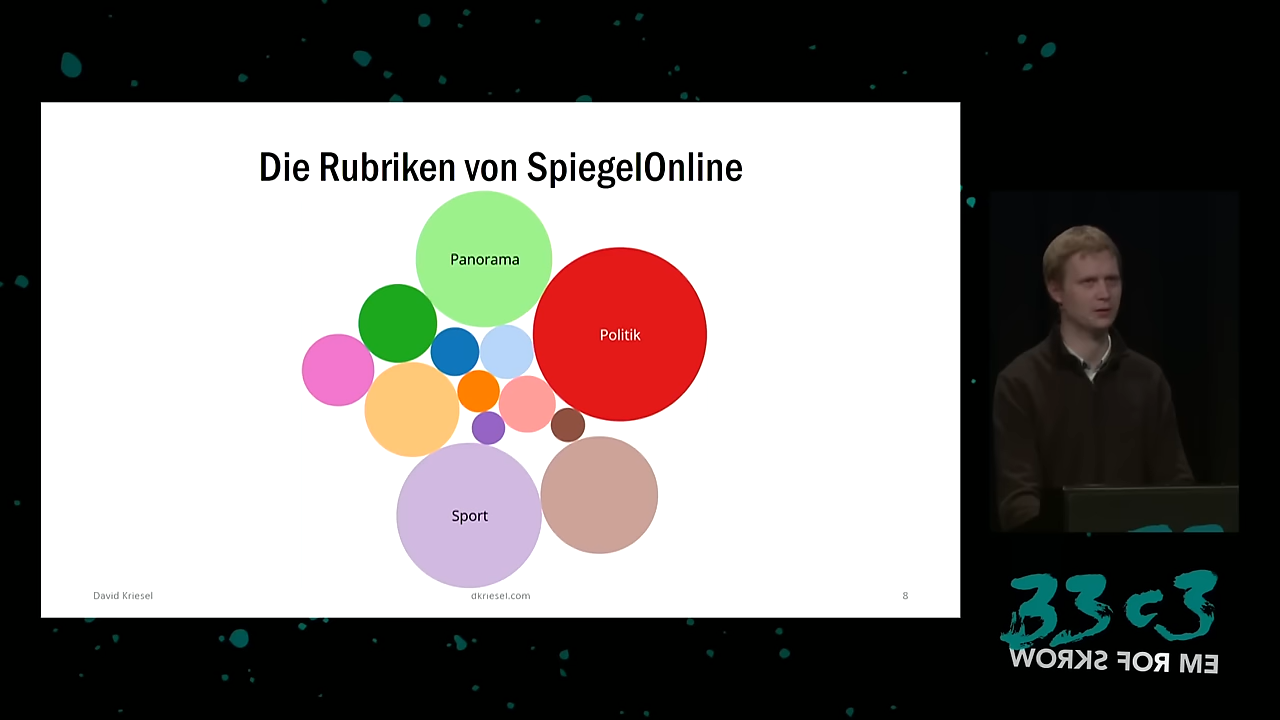 Die Rubriken von SpiegelOnline
Panorama
Politik
Sport
David Kriesel
dkriesel.com
8
33c3
WORKS FOR ME